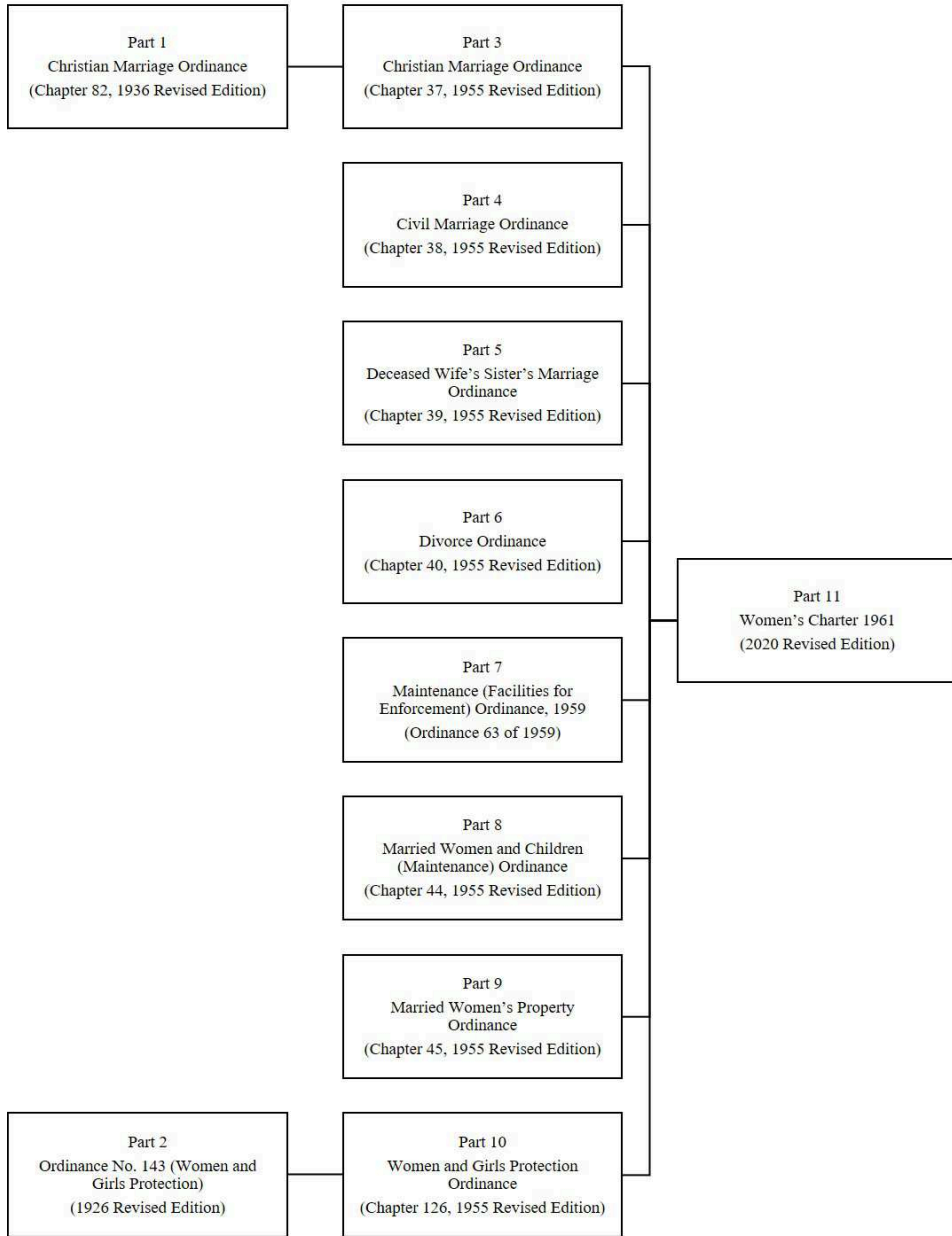 Part 1
Christian Marriage Ordinance
(Chapter 82, 1936 Revised Edition)
Part 3
Christian Marriage Ordinance
(Chapter 37, 1955 Revised Edition)
Part 4
Civil Marriage Ordinance
(Chapter 38, 1955 Revised Edition)
Part 5
Deceased Wife’s Sister’s Marriage
Ordinance
(Chapter 39, 1955 Revised Edition)
Part 6
Divorce Ordinance
(Chapter 40, 1955 Revised Edition)
Part 11
Women’s Charter 1961
(2020 Revised Edition)
Part 7
Maintenance (Facilities for
Enforcement) Ordinance, 1959
(Ordinance 63 of 1959)
Part 8
Married Women and Children
(Maintenance) Ordinance
(Chapter 44, 1955 Revised Edition)
Part 9
Married Women’s Property
Ordinance
(Chapter 45, 1955 Revised Edition)
Part 2
Ordinance No. 143 (Women and
Girls Protection)
(1926 Revised Edition)
Part 10
Women and Girls Protection
Ordinance
(Chapter 126, 1955 Revised Edition)